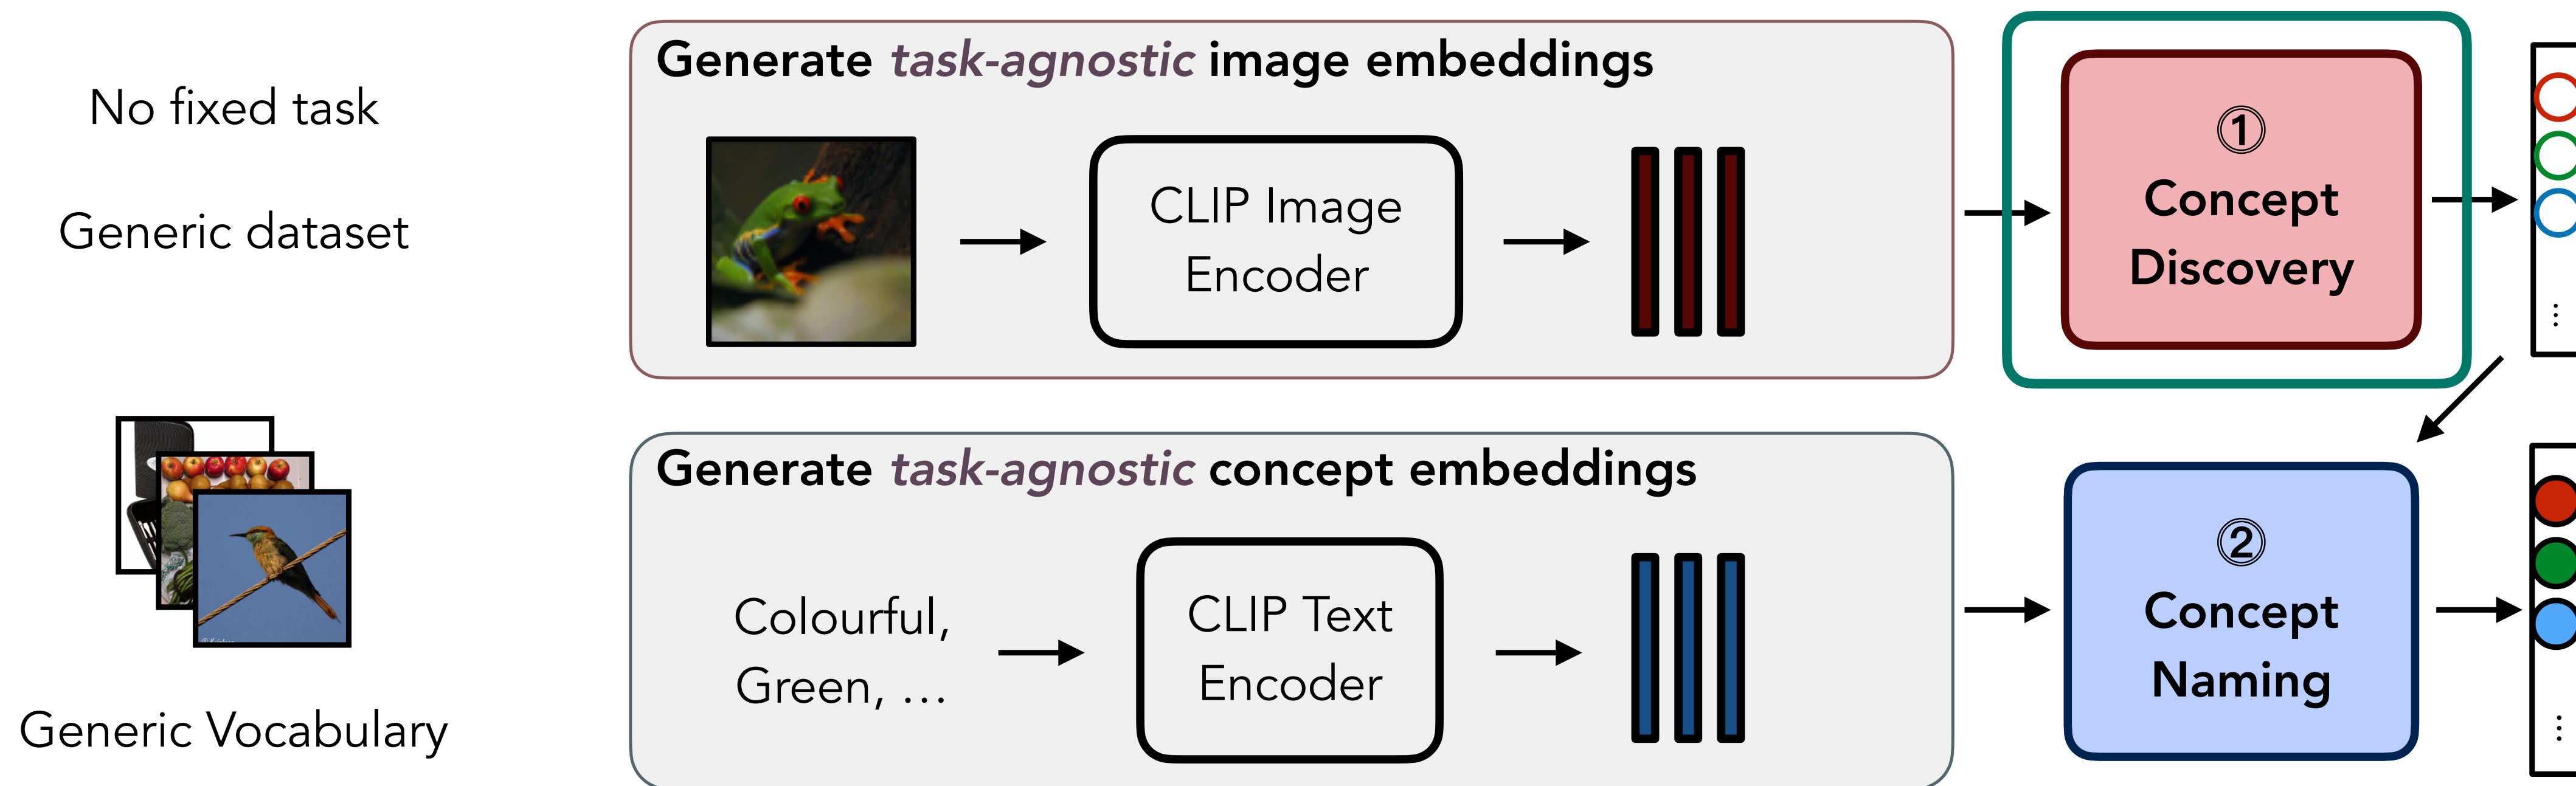 No fixed task
Generic dataset
Generic Vocabulary
Generate task-agnostic image embeddings
CLIP Image
Encoder
①
Concept
Discovery
⋮
Generate task-agnostic concept embeddings
Colourful,
Green, …
CLIP Text
Encoder
②
Concept
Naming
⋮